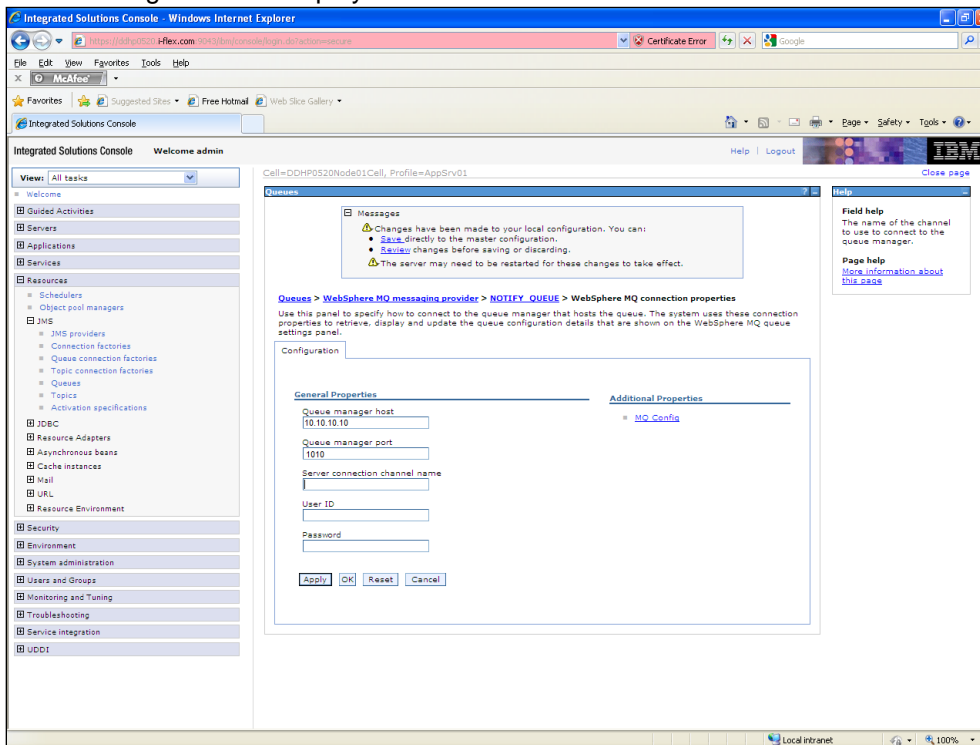 Integrated Solutions Console - Windows Internet Explorer
https://ddhp0520.i-flex.com:9043/ibm/console/login.do?action=secure
Certificate Error
Google
File Edit View Favorites Tools Help
X McAfee
Favorites Suggested Sites Free Hotmail Web Slice Gallery
Integrated Solutions Console
Page Safety Tools
Integrated Solutions Console Welcome admin
Help | Logout
IBM
View: All tasks
Cell=DDHP0520Node01Cell, Profile=AppSrv01
Close page
Welcome
Guided Activities
Servers
Applications
Services
Resources
Schedulers
Object pool managers
JMS
JMS providers
Connection factories
Queue connection factories
Topic connection factories
Queues
Topics
Activation specifications
JDBC
Resource Adapters
Asynchronous beans
Cache instances
Mail
URL
Resource Environment
Security
Environment
System administration
Users and Groups
Monitoring and Tuning
Troubleshooting
Service integration
UDDI
Queues
Messages
Changes have been made to your local configuration. You can:
Save directly to the master configuration.
Review changes before saving or discarding.
The server may need to be restarted for these changes to take effect.
Queues > WebSphere MQ messaging provider > NOTIFY_QUEUE > WebSphere MQ connection properties
Use this panel to specify how to connect to the queue manager that hosts the queue. The system uses these connection
properties to retrieve, display and update the queue configuration details that are shown on the WebSphere MQ queue
settings panel.
Configuration
General Properties
Queue manager host
10.10.10.10
Queue manager port
1010
Server connection channel name
User ID
Password
Apply OK Reset Cancel
Additional Properties
MQ Config
Help
Field help
The name of the channel
to use to connect to the
queue manager.
Page help
More information about
this page
Local intranet
100%